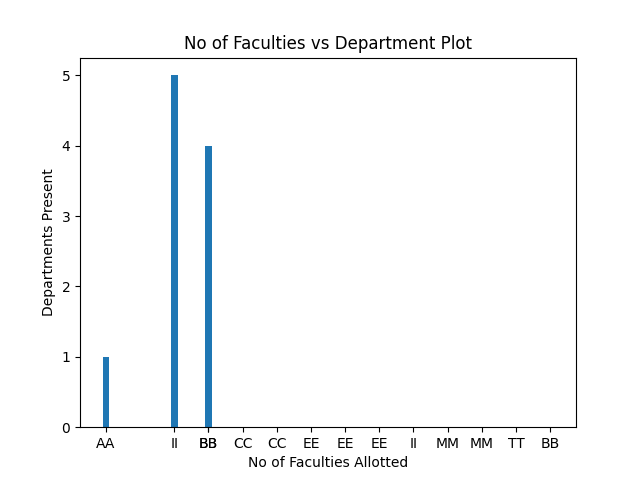 No of Faculties vs Department Plot
Departments Present
5
4
3
2
1
0
AA II BB CC CC EE EE EE II MM MM TT BB
No of Faculties Allotted